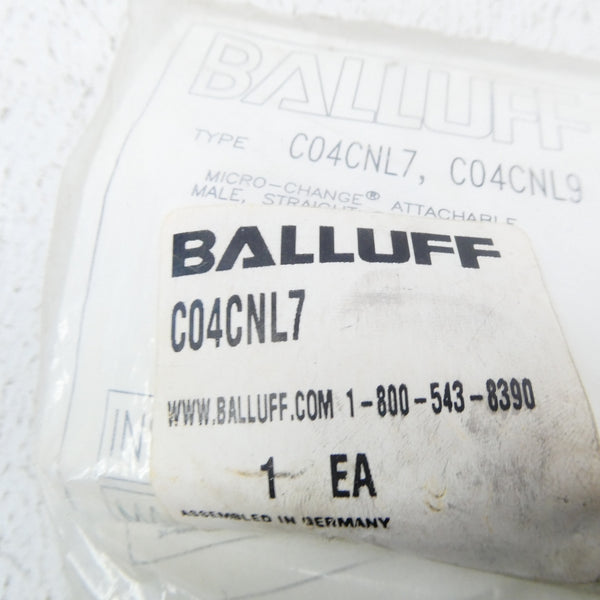 BALLUFF
TYPE C04CNL7, C04CNL9
MICRO-CHANGE® ATTACHABLE
MALE, STRAIGHT
BALLUFF
C04CNL7
WWW.BALLUFF.COM 1-800-543-8390
1 EA
ASSEMBLED IN GERMANY